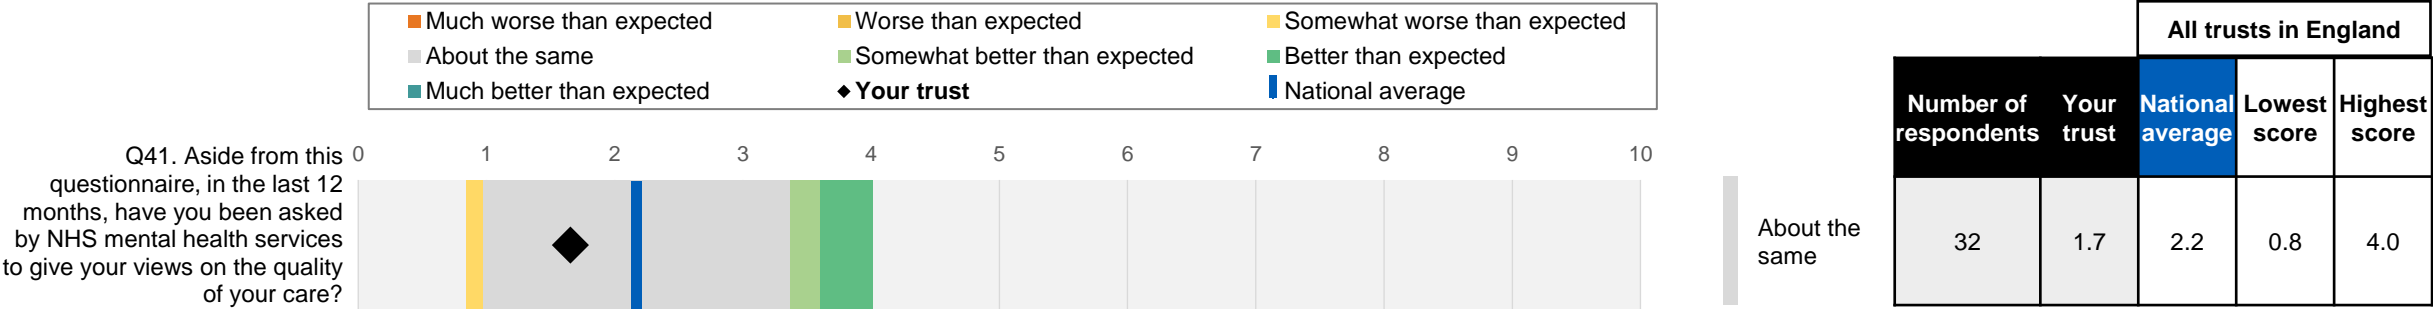 Much worse than expected
Worse than expected
Somewhat worse than expected
About the same
Somewhat better than expected
Better than expected
Much better than expected
Your trust
National average
All trusts in England
Number of
respondents
Your
trust
National
average
Lowest
score
Highest
score
Q41. Aside from this
questionnaire, in the last 12
months, have you been asked
by NHS mental health services
to give your views on the quality
of your care?
0 1 2 3 4 5 6 7 8 9 10
About the
same
32 1.7 2.2 0.8 4.0